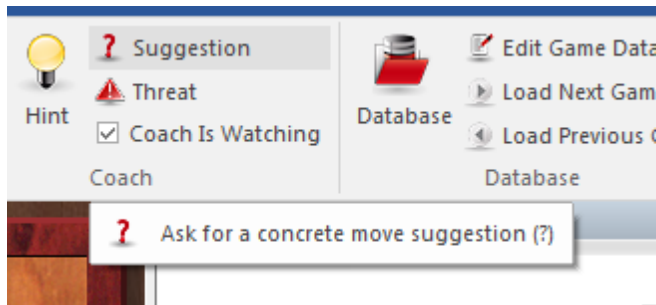 Suggestion
Threat
Hint
Coach Is Watching
Coach
Database
Edit Game Data
Load Next Gam
Load Previous
Database
Ask for a concrete move suggestion (?)